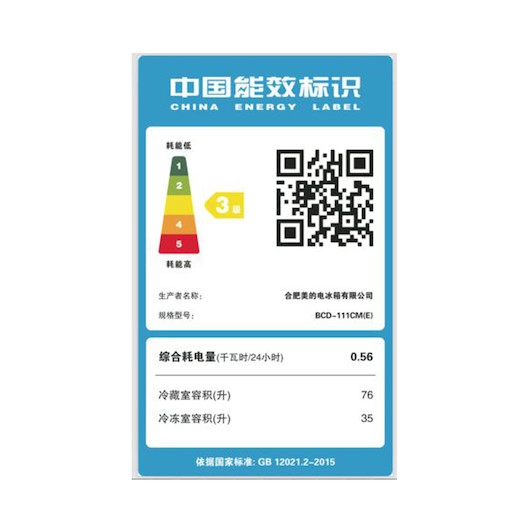 中国能效标识
CHINA ENERGY LABEL
耗能低
1
2
3级
4
5
耗能高
生产者名称: 合肥美的电冰箱有限公司
规格型号: BCD-111CM(E)
综合耗电量(千瓦时/24小时) 0.56
冷藏室容积(升) 76
冷冻室容积(升) 35
依据国家标准: GB 12021.2-2015